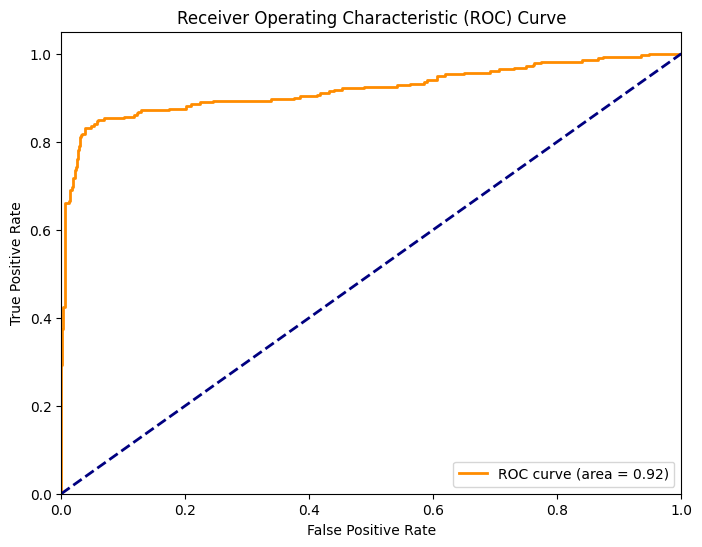 Receiver Operating Characteristic (ROC) Curve
1.0
0.8
0.6
0.4
0.2
0.0
True Positive Rate
ROC curve (area = 0.92)
0.0 0.2 0.4 0.6 0.8 1.0
False Positive Rate